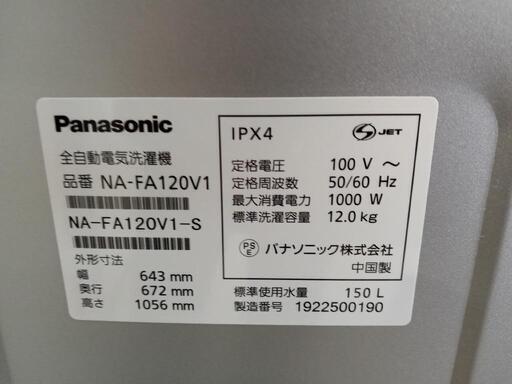 Panasonic
全自動電気洗濯機
品番 NA-FA120V1
NA-FA120V1-S
外形寸法
幅 643 mm
奥行 672 mm
高さ 1056 mm
IPX4
S JET
定格電圧 100 V ～
定格周波数 50/60 Hz
最大消費電力 1000 W
標準洗濯容量 12.0 kg
PS E パナソニック株式会社
中国製
標準使用水量 150 L
製造番号 1922500190